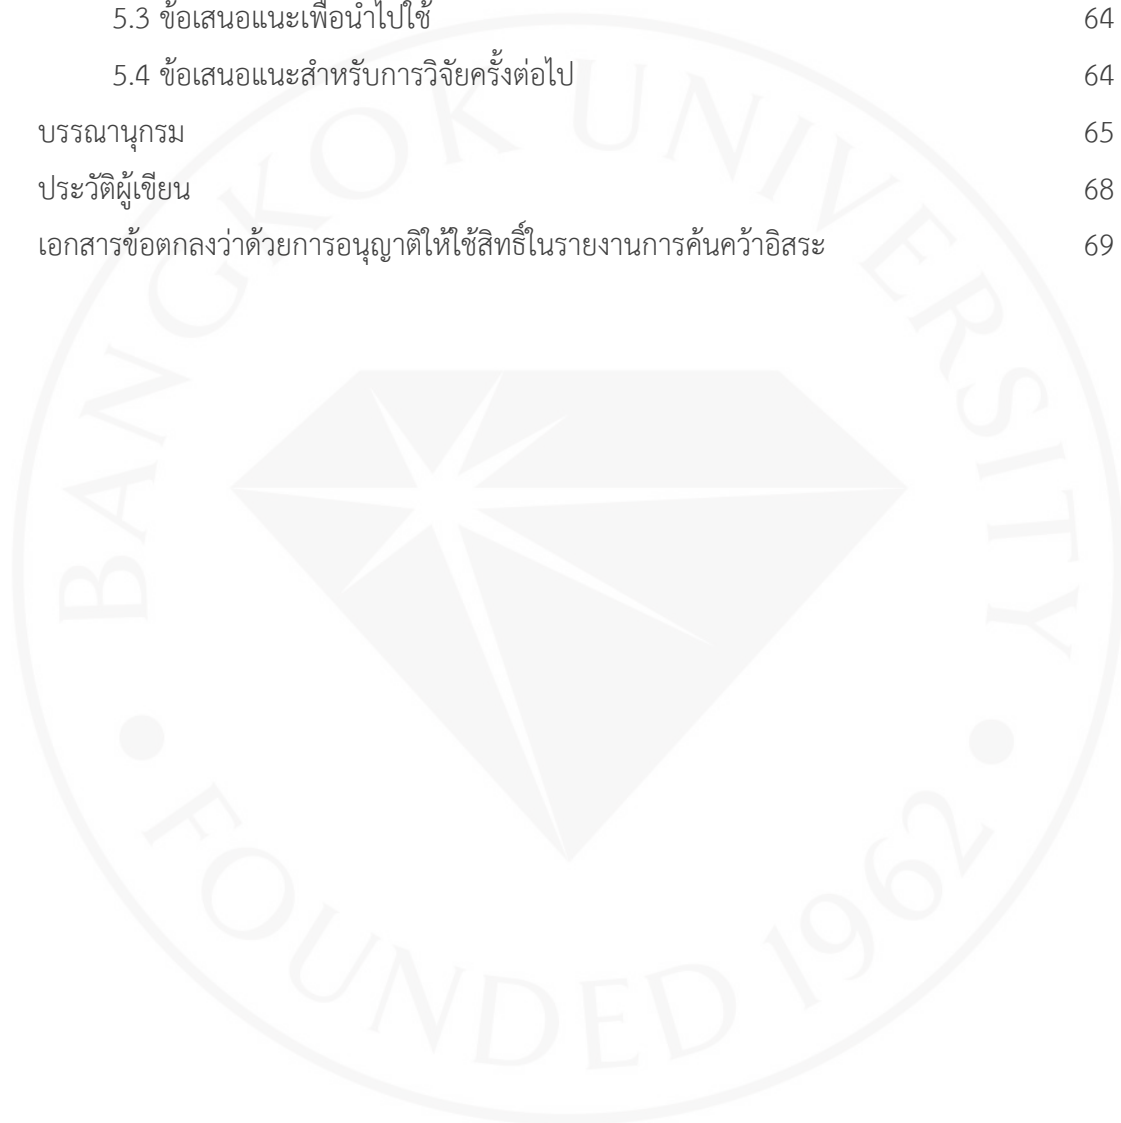 5.3 ข้อเสนอแนะเพื่อนำไปใช้ 64
5.4 ข้อเสนอแนะสำหรับการวิจัยครั้งต่อไป 64
บรรณานุกรม 65
ประวัติผู้เขียน 68
เอกสารข้อตกลงว่าด้วยการอนุญาติให้ใช้สิทธิ์ในรายงานการค้นคว้าอิสระ 69
BANGKOK UNIVERSITY
FOUNDED 1962